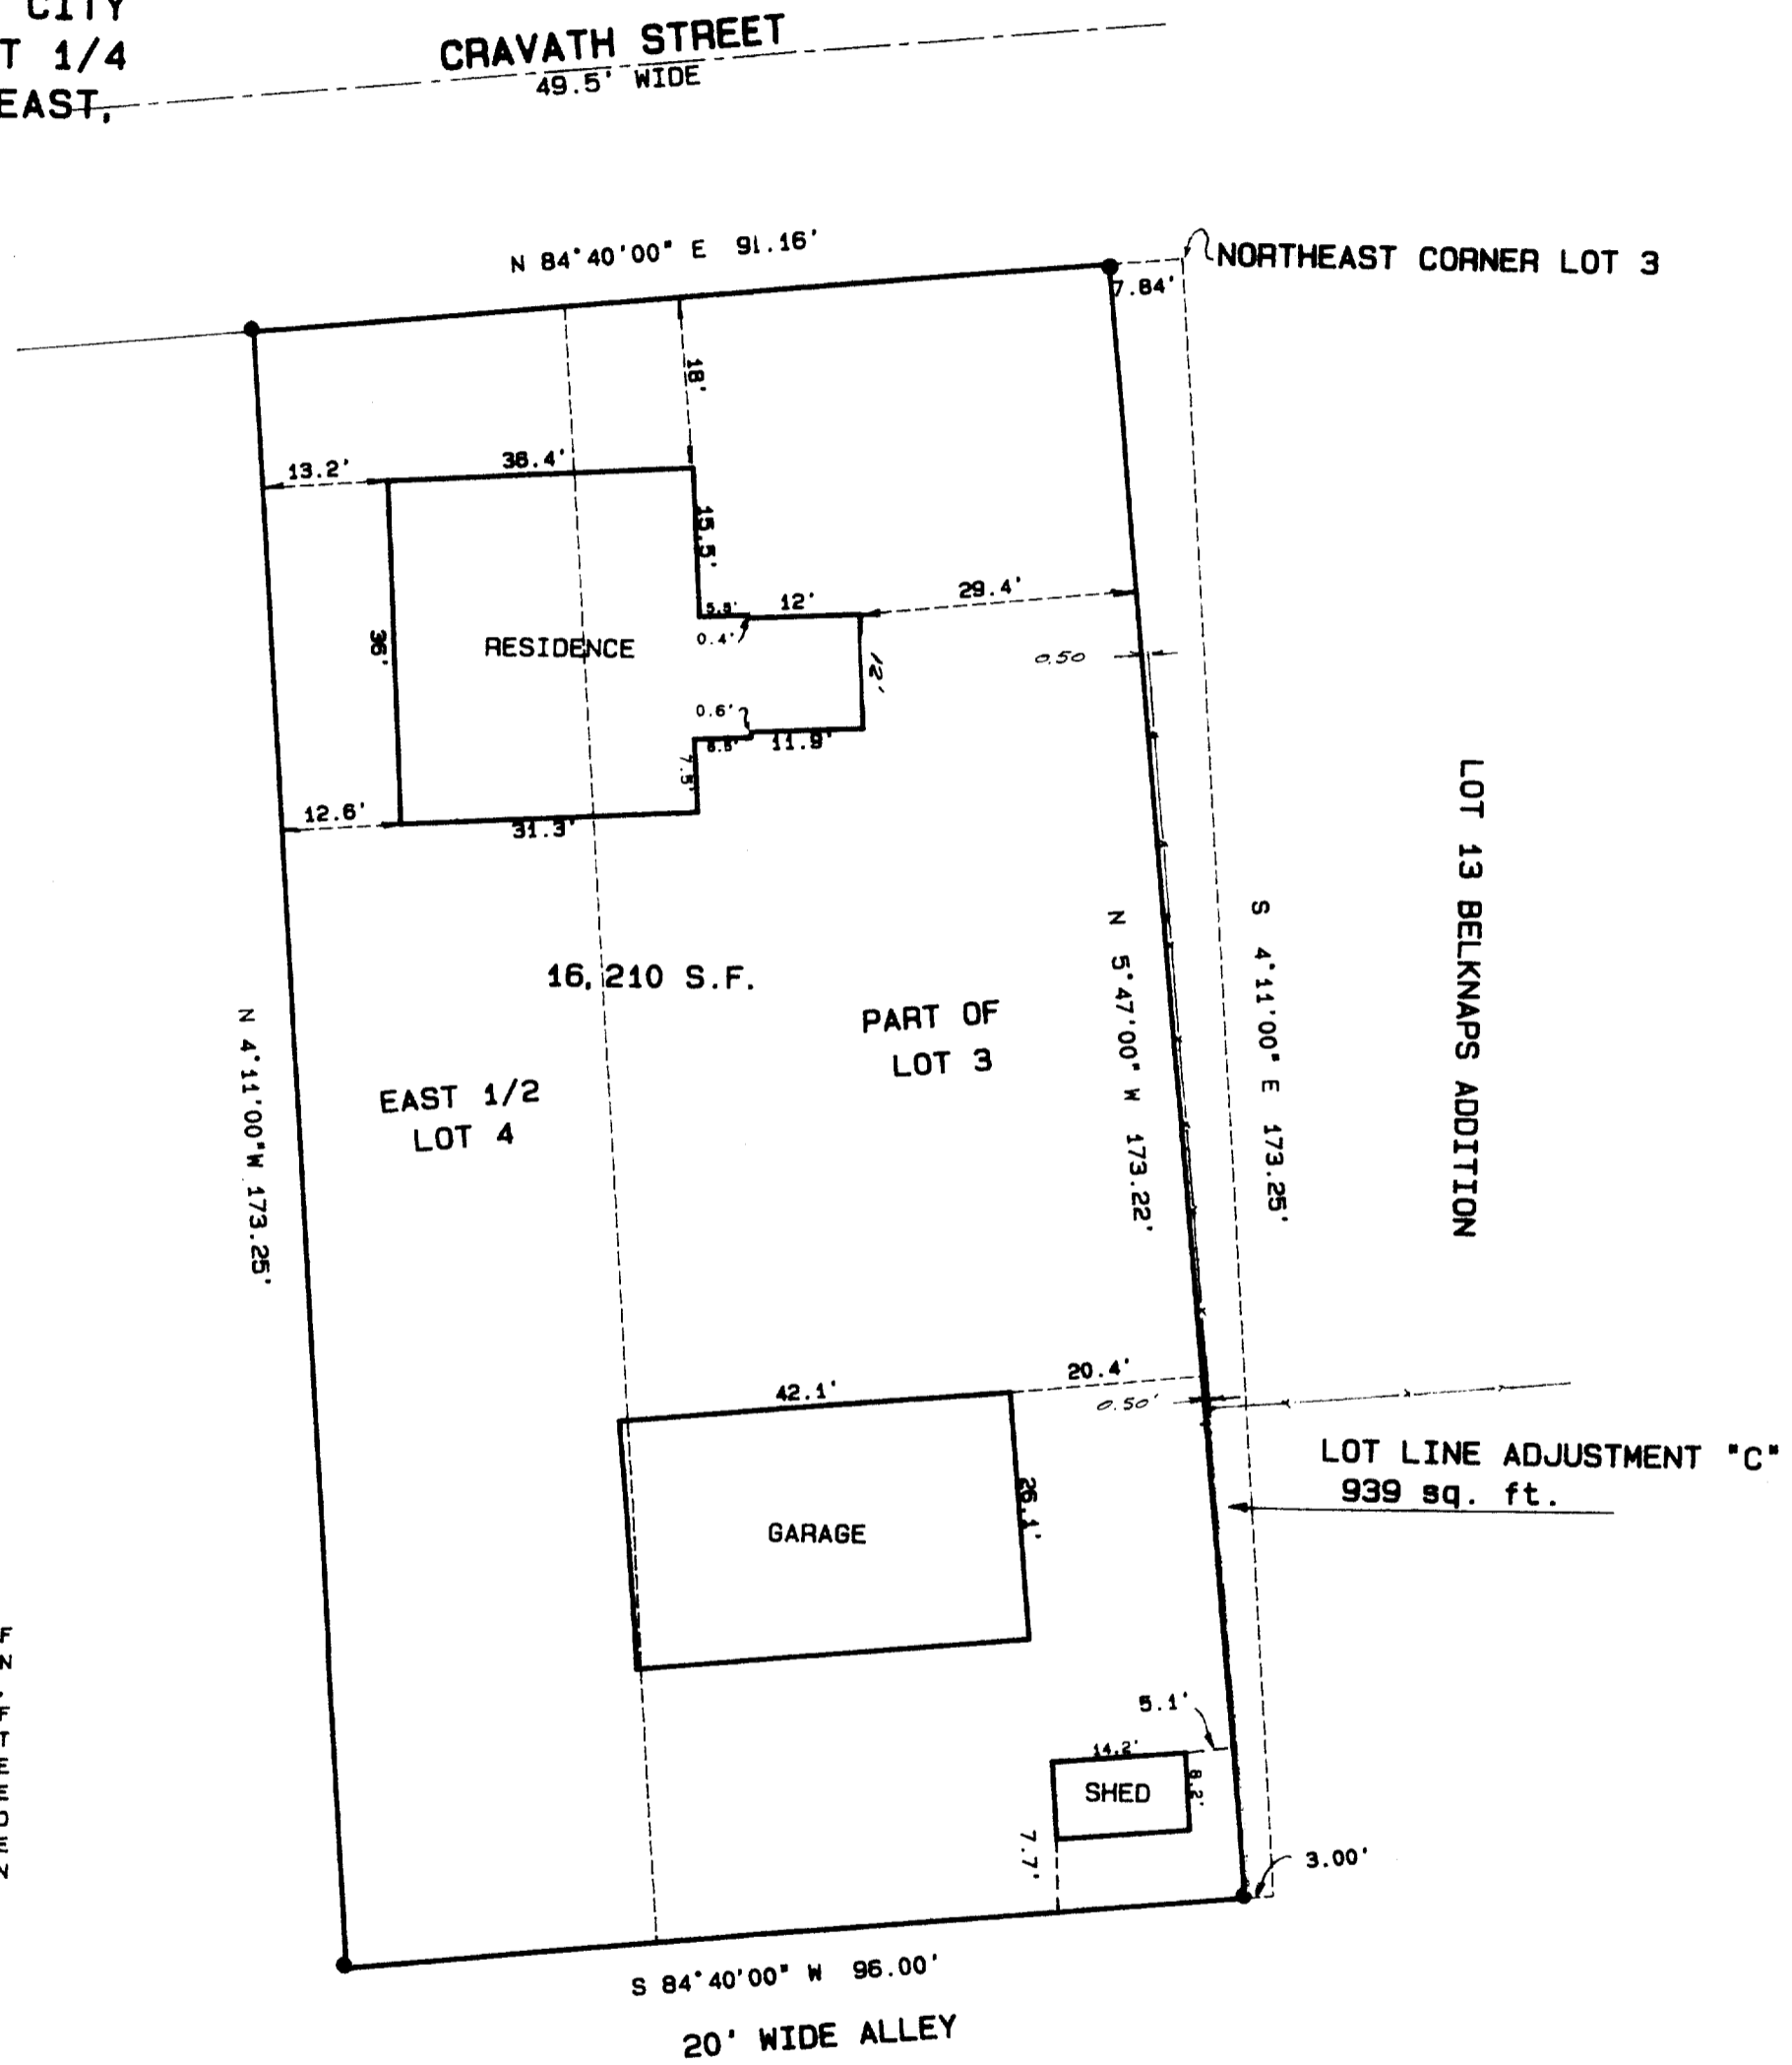 CITY
T 1/4
EAST,
CRAVATH STREET
49.5' WIDE
N 84°40'00" E 91.16'
NORTHEAST CORNER LOT 3
7.84'
18'
13.2'
38.4'
15.5'
5.5'
12'
29.4'
0.4'
RESIDENCE
36'
12'
0.50
0.6'
6.5'
11.9'
7.5'
12.6'
31.3'
LOT 13 BELKNAPS ADDITION
S 4°11'00" E 173.25'
N 5°47'00" W 173.22'
16,210 S.F.
PART OF
LOT 3
N 4°11'00"W 173.25'
EAST 1/2
LOT 4
42.1'
20.4'
0.50'
LOT LINE ADJUSTMENT "C"
939 sq. ft.
26.1'
GARAGE
5.1'
14.2'
SHED
8.2'
7.7'
3.00'
S 84°40'00" W 96.00'
20' WIDE ALLEY